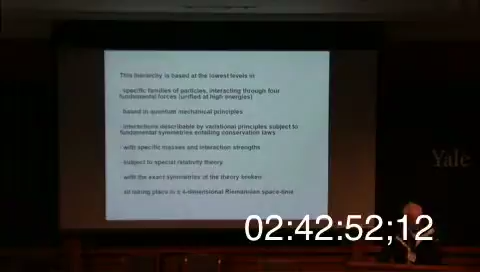 This hierarchy is based at the lowest levels in
- specific families of particles, interacting through four
fundamental forces (unified at high energies)
- based in quantum mechanical principles
- interactions describable by variational principles subject to
fundamental symmetries entailing conservation laws
- with specific masses and interaction strengths
- subject to special relativity theory
- with the exact symmetries of the theory broken
- all taking place in a 4-dimensional Riemannian space-time
Yale
02:42:52;12